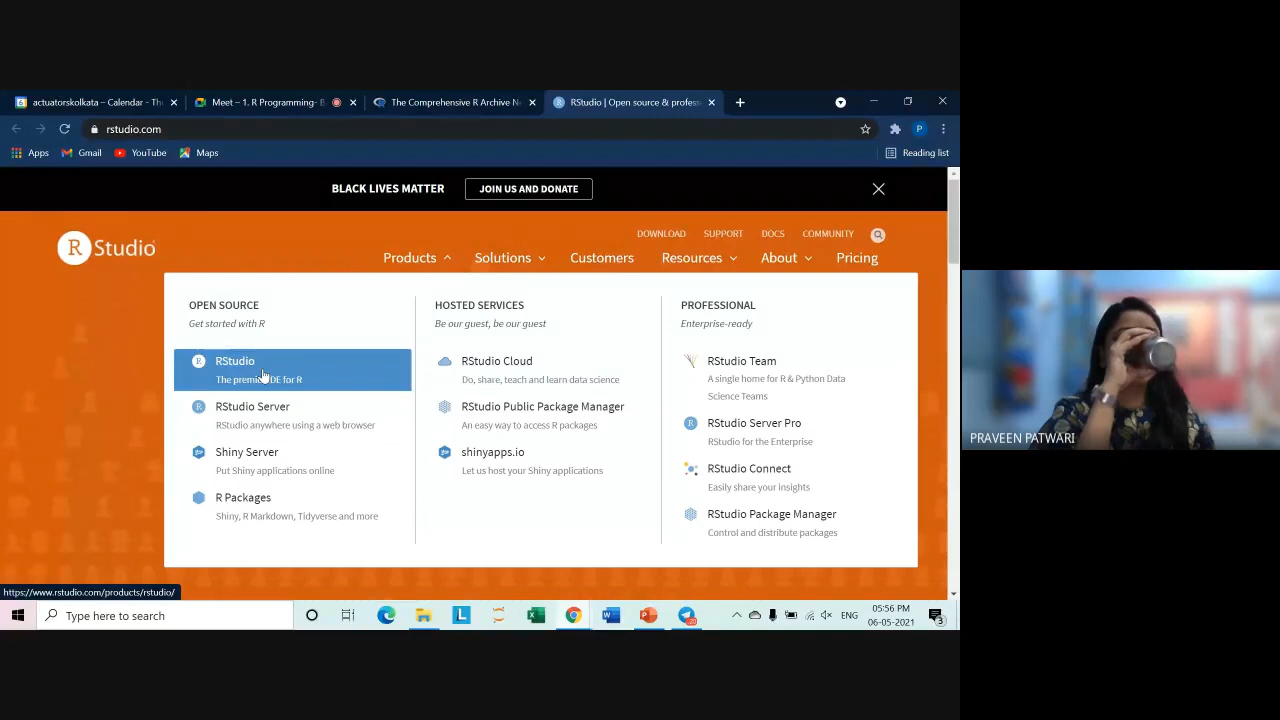 actuatorskolkata – Calendar - Th
Meet – 1. R Programming- B
The Comprehensive R Archive N
RStudio | Open source & profes
rstudio.com
P
Apps
Gmail
YouTube
Maps
Reading list
BLACK LIVES MATTER
JOIN US AND DONATE
R Studio
DOWNLOAD
SUPPORT
DOCS
COMMUNITY
Products
Solutions
Customers
Resources
About
Pricing
OPEN SOURCE
Get started with R
RStudio
The premier IDE for R
RStudio Server
RStudio anywhere using a web browser
Shiny Server
Put Shiny applications online
R Packages
Shiny, R Markdown, Tidyverse and more
HOSTED SERVICES
Be our guest, be our guest
RStudio Cloud
Do, share, teach and learn data science
RStudio Public Package Manager
An easy way to access R packages
shinyapps.io
Let us host your Shiny applications
PROFESSIONAL
Enterprise-ready
RStudio Team
A single home for R & Python Data
Science Teams
RStudio Server Pro
RStudio for the Enterprise
RStudio Connect
Easily share your insights
RStudio Package Manager
Control and distribute packages
PRAVEEN PATWARI
https://www.rstudio.com/products/rstudio/
Type here to search
ENG
05:56 PM
06-05-2021
3